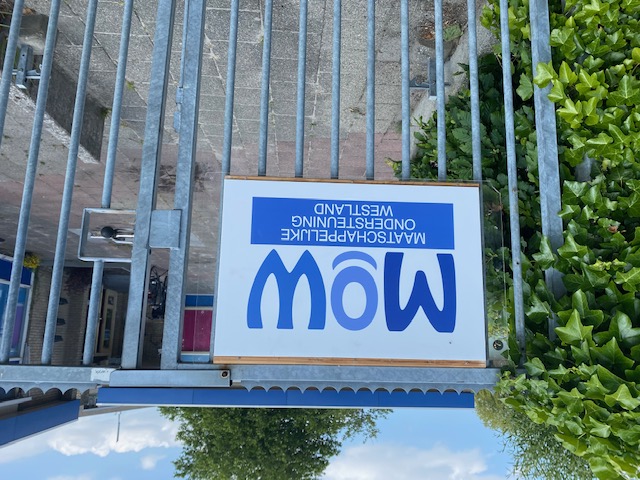 MOW
MAATSCHAPPELIJKE
ONDERSTEUNING
WESTLAND